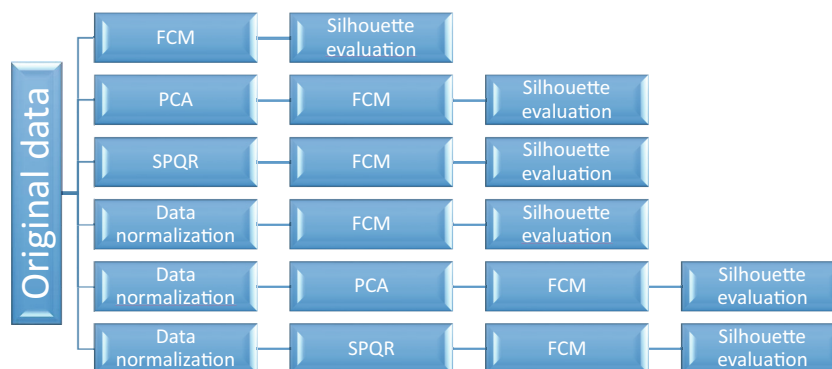 Original data
FCM
Silhouette
evaluation
PCA
FCM
Silhouette
evaluation
SPQR
FCM
Silhouette
evaluation
Data
normalization
FCM
Silhouette
evaluation
Data
normalization
PCA
FCM
Silhouette
evaluation
Data
normalization
SPQR
FCM
Silhouette
evaluation